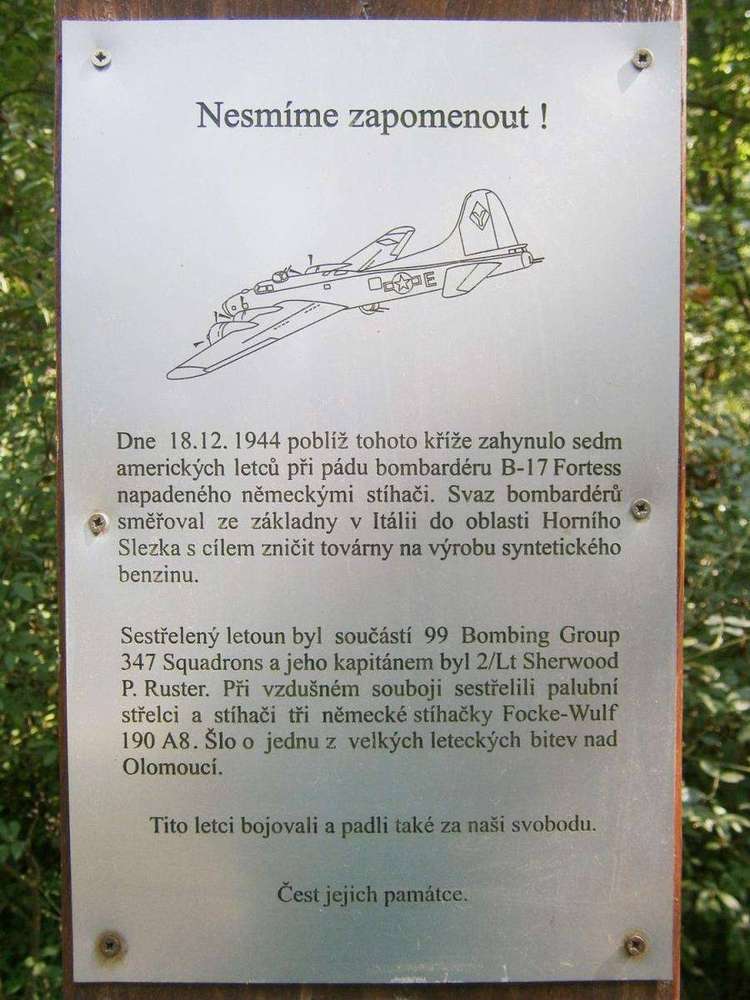 Nesmíme zapomenout !
E
Dne 18.12. 1944 poblíž tohoto kříže zahynulo sedm
amerických letců při pádu bombardéru B-17 Fortess
napadeného německými stíhači. Svaz bombardérů
směřoval ze základny v Itálii do oblasti Horního
Slezka s cílem zničit továrny na výrobu syntetického
benzinu.
Sestřelený letoun byl součástí 99 Bombing Group
347 Squadrons a jeho kapitánem byl 2/Lt Sherwood
P. Ruster. Při vzdušném souboji sestřelili palubní
střelci a stíhači tři německé stíhačky Focke-Wulf
190 A8. Šlo o jednu z velkých leteckých bitev nad
Olomoucí.
Tito letci bojovali a padli také za naši svobodu.
Čest jejich památce.